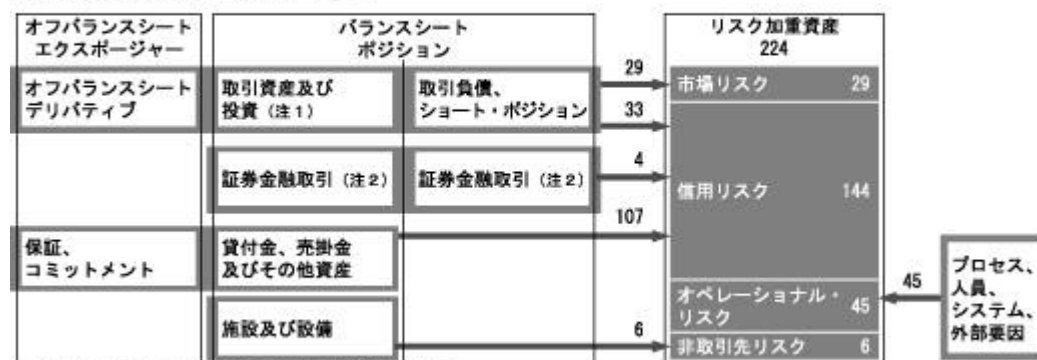 オフバランスシート
エクスポージャー
バランスシート
ポジション
リスク加重資産
224
オフバランスシート
デリバティブ
取引資産及び
投資（注1）
取引負債、
ショート・ポジション
29
33
市場リスク 29
証券金融取引（注2）
証券金融取引（注2）
4
信用リスク 144
107
保証、
コミットメント
貸付金、売掛金
及びその他資産
オペレーショナル・
リスク 45
45
プロセス、
人員、
システム、
外部要因
施設及び設備
6
非取引先リスク 6